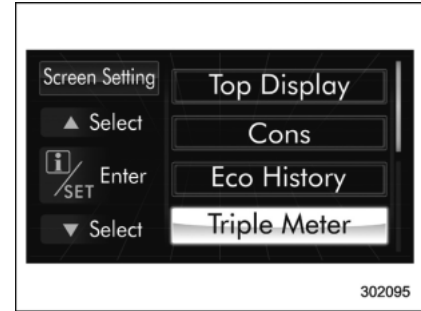 Screen Setting
▲ Select
i/SET Enter
▼ Select
Top Display
Cons
Eco History
Triple Meter
302095